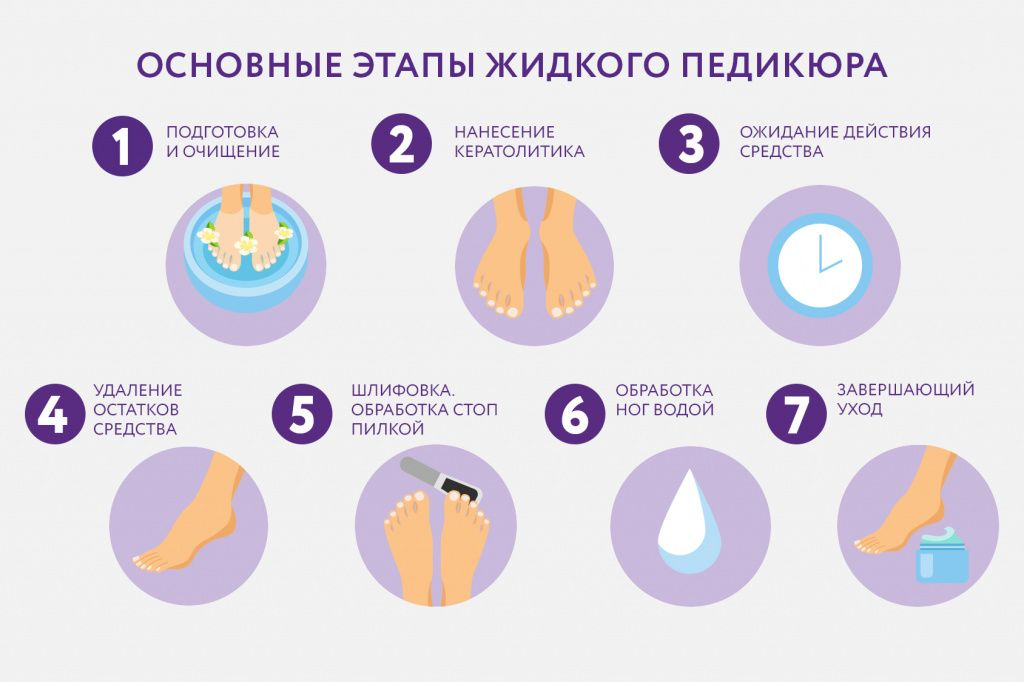 ОСНОВНЫЕ ЭТАПЫ ЖИДКОГО ПЕДИКЮРА
1
ПОДГОТОВКА
И ОЧИЩЕНИЕ
2
НАНЕСЕНИЕ
КЕРАТОЛИТИКА
3
ОЖИДАНИЕ ДЕЙСТВИЯ
СРЕДСТВА
4
УДАЛЕНИЕ
ОСТАТКОВ
СРЕДСТВА
5
ШЛИФОВКА.
ОБРАБОТКА СТОП
ПИЛКОЙ
6
ОБРАБОТКА
НОГ ВОДОЙ
7
ЗАВЕРШАЮЩИЙ
УХОД